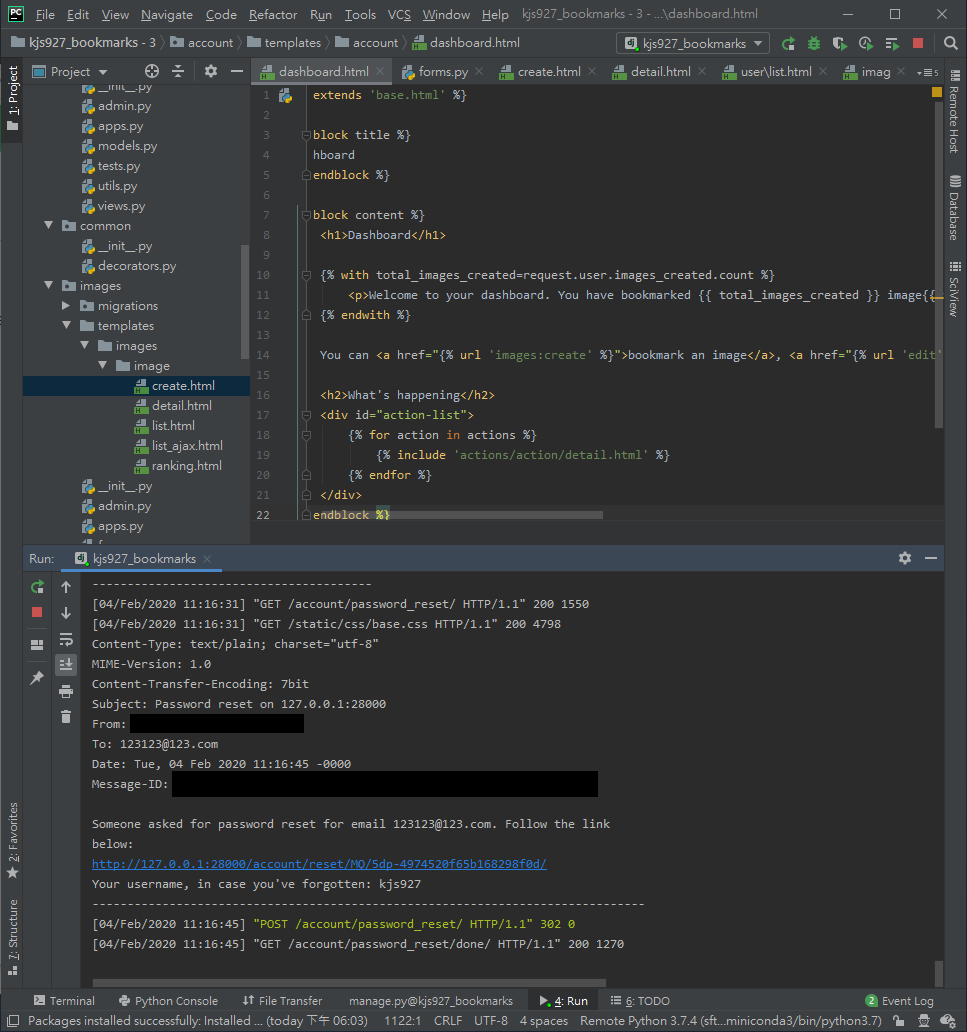 PC File Edit View Navigate Code Refactor Run Tools VCS Window Help kjs927_bookmarks - 3 - ...\dashboard.html
kjs927_bookmarks - 3 account templates account dashboard.html kjs927_bookmarks
1: Project
Project
dashboard.html forms.py create.html detail.html user\list.html imag 5
__init__.py
admin.py
apps.py
models.py
tests.py
utils.py
views.py
common
__init__.py
decorators.py
images
migrations
templates
images
image
create.html
detail.html
list.html
list_ajax.html
ranking.html
__init__.py
admin.py
apps.py
1 extends 'base.html' %}
2
3 block title %}
4 hboard
5 endblock %}
6
7 block content %}
8 <h1>Dashboard</h1>
9
10 {% with total_images_created=request.user.images_created.count %}
11 <p>Welcome to your dashboard. You have bookmarked {{ total_images_created }} image{{
12 {% endwith %}
13
14 You can <a href="{% url 'images:create' %}">bookmark an image</a>, <a href="{% url 'edit'
15
16 <h2>What's happening</h2>
17 <div id="action-list">
18 {% for action in actions %}
19 {% include 'actions/action/detail.html' %}
20 {% endfor %}
21 </div>
22 endblock %}
Remote Host
Database
SciView
Run: kjs927_bookmarks
----------------------------------------
[04/Feb/2020 11:16:31] "GET /account/password_reset/ HTTP/1.1" 200 1550
[04/Feb/2020 11:16:31] "GET /static/css/base.css HTTP/1.1" 200 4798
Content-Type: text/plain; charset="utf-8"
MIME-Version: 1.0
Content-Transfer-Encoding: 7bit
Subject: Password reset on 127.0.0.1:28000
From:
To: 123123@123.com
Date: Tue, 04 Feb 2020 11:16:45 -0000
Message-ID:
Someone asked for password reset for email 123123@123.com. Follow the link
below:
http://127.0.0.1:28000/account/reset/MQ/5dp-4974520f65b168298f0d/
Your username, in case you've forgotten: kjs927
-------------------------------------------------------------------------------
[04/Feb/2020 11:16:45] "POST /account/password_reset/ HTTP/1.1" 302 0
[04/Feb/2020 11:16:45] "GET /account/password_reset/done/ HTTP/1.1" 200 1270
2: Favorites
7: Structure
Terminal Python Console File Transfer manage.py@kjs927_bookmarks 4: Run 6: TODO 2 Event Log
Packages installed successfully: Installed ... (today 下午 06:03) 1122:1 CRLF UTF-8 4 spaces Remote Python 3.7.4 (sft...miniconda3/bin/python3.7)